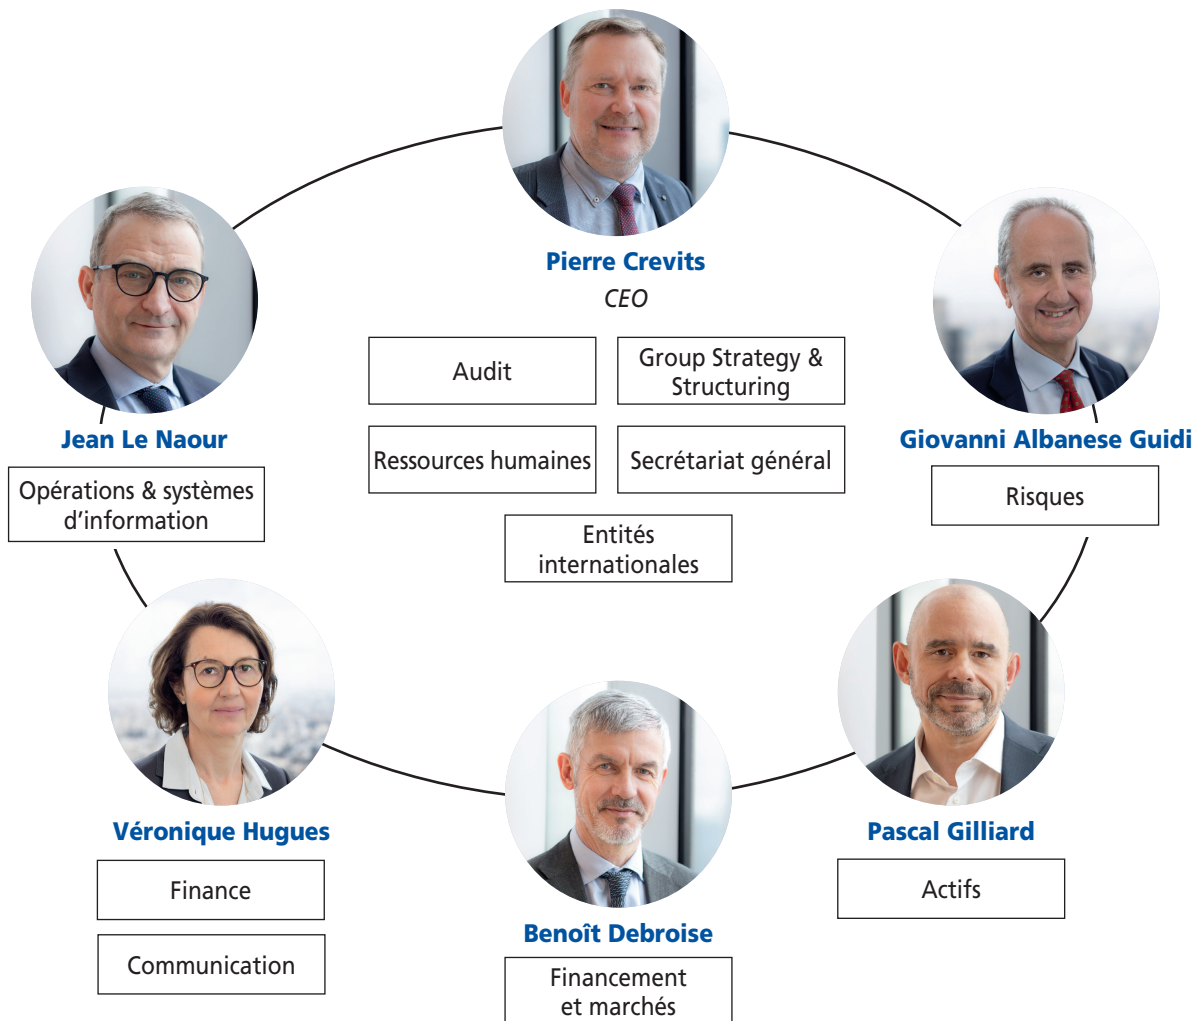 Pierre Crevits
CEO
Audit
Group Strategy &
Structuring
Ressources humaines
Secrétariat général
Entités
internationales
Jean Le Naour
Opérations & systèmes
d’information
Giovanni Albanese Guidi
Risques
Véronique Hugues
Finance
Communication
Benoît Debroise
Financement
et marchés
Pascal Gilliard
Actifs